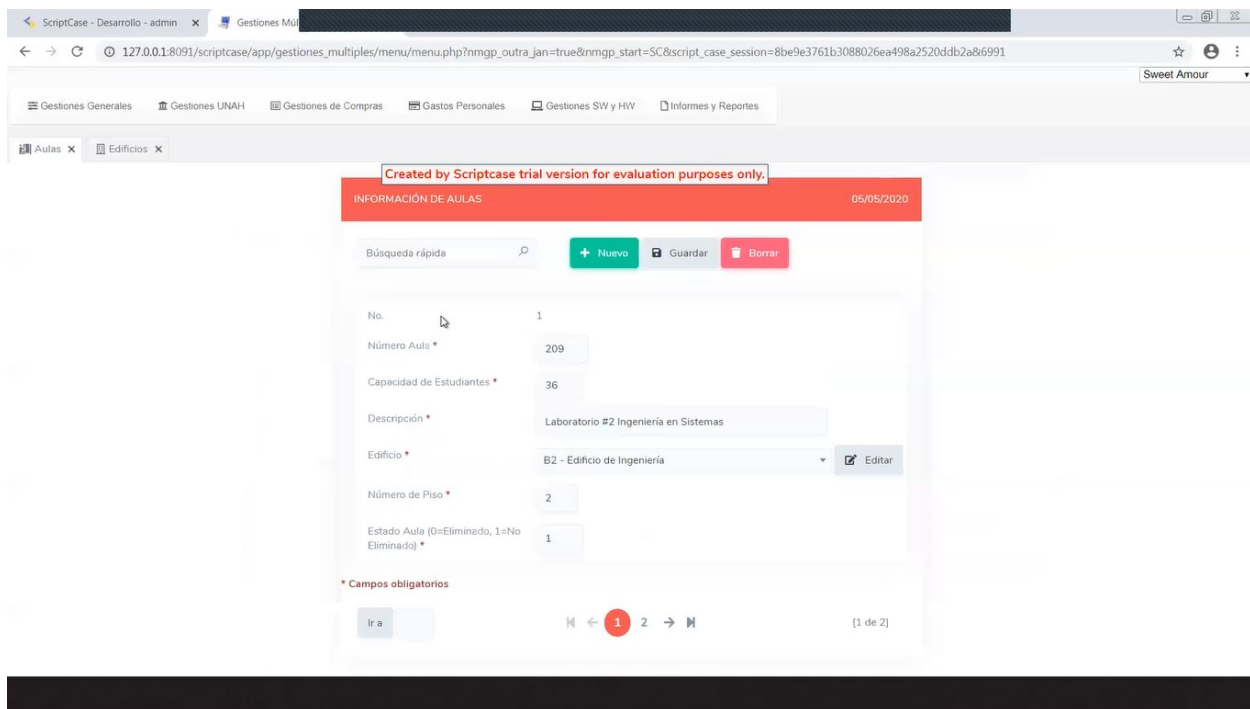 ScriptCase - Desarrollo - admin
Gestiones Múl
127.0.0.1:8091/scriptcase/app/gestiones_multiples/menu/menu.php?nmgp_outra_jan=true&nmgp_start=SC&script_case_session=8be9e3761b3088026ea498a2520ddb2a&6991
Sweet Amour
Gestiones Generales Gestiones UNAH Gestiones de Compras Gastos Personales Gestiones SW y HW Informes y Reportes
Aulas Edificios
Created by Scriptcase trial version for evaluation purposes only.
INFORMACIÓN DE AULAS 05/05/2020
Búsqueda rápida + Nuevo Guardar Borrar
No. 1
Número Aula * 209
Capacidad de Estudiantes * 36
Descripción * Laboratorio #2 Ingeniería en Sistemas
Edificio * B2 - Edificio de Ingeniería Editar
Número de Piso * 2
Estado Aula (0=Eliminado, 1=No
Eliminado) * 1
* Campos obligatorios
Ir a 1 2 [1 de 2]